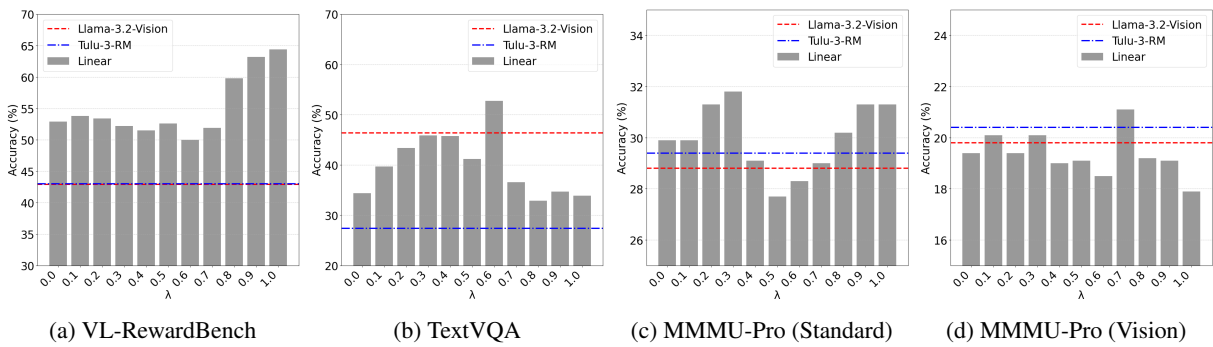 70
65
60
55
50
45
40
35
30
Accuracy (%)
Llama-3.2-Vision
Tulu-3-RM
Linear
0.0 0.1 0.2 0.3 0.4 0.5 0.6 0.7 0.8 0.9 1.0
λ
(a) VL-RewardBench
70
60
50
40
30
20
Accuracy (%)
Llama-3.2-Vision
Tulu-3-RM
Linear
0.0 0.1 0.2 0.3 0.4 0.5 0.6 0.7 0.8 0.9 1.0
λ
(b) TextVQA
34
32
30
28
26
Accuracy (%)
Llama-3.2-Vision
Tulu-3-RM
Linear
0.0 0.1 0.2 0.3 0.4 0.5 0.6 0.7 0.8 0.9 1.0
λ
(c) MMMU-Pro (Standard)
24
22
20
18
16
Accuracy (%)
Llama-3.2-Vision
Tulu-3-RM
Linear
0.0 0.1 0.2 0.3 0.4 0.5 0.6 0.7 0.8 0.9 1.0
λ
(d) MMMU-Pro (Vision)